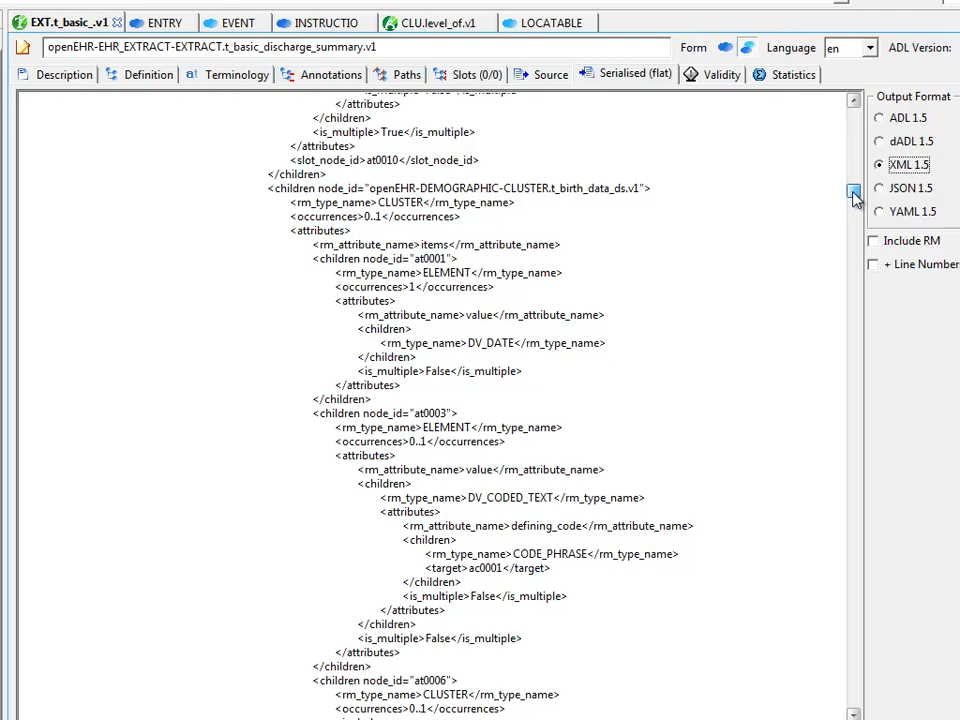 EXT.t_basic_.v1 ENTRY EVENT INSTRUCTIO CLU.level_of.v1 LOCATABLE
openEHR-EHR_EXTRACT-EXTRACT.t_basic_discharge_summary.v1 Form Language en ADL Version:
Description Definition Terminology Annotations Paths Slots (0/0) Source Serialised (flat) Validity Statistics
</attributes>
</children>
<is_multiple>True</is_multiple>
</attributes>
<slot_node_id>at0010</slot_node_id>
</children>
<children node_id="openEHR-DEMOGRAPHIC-CLUSTER.t_birth_data_ds.v1">
<rm_type_name>CLUSTER</rm_type_name>
<occurrences>0..1</occurrences>
<attributes>
<rm_attribute_name>items</rm_attribute_name>
<children node_id="at0001">
<rm_type_name>ELEMENT</rm_type_name>
<occurrences>1</occurrences>
<attributes>
<rm_attribute_name>value</rm_attribute_name>
<children>
<rm_type_name>DV_DATE</rm_type_name>
</children>
<is_multiple>False</is_multiple>
</attributes>
</children>
<children node_id="at0003">
<rm_type_name>ELEMENT</rm_type_name>
<occurrences>0..1</occurrences>
<attributes>
<rm_attribute_name>value</rm_attribute_name>
<children>
<rm_type_name>DV_CODED_TEXT</rm_type_name>
<attributes>
<rm_attribute_name>defining_code</rm_attribute_name>
<children>
<rm_type_name>CODE_PHRASE</rm_type_name>
<target>ac0001</target>
</children>
<is_multiple>False</is_multiple>
</attributes>
</children>
<is_multiple>False</is_multiple>
</attributes>
</children>
<children node_id="at0006">
<rm_type_name>CLUSTER</rm_type_name>
<occurrences>0..1</occurrences>
Output Format
ADL 1.5
dADL 1.5
XML 1.5
JSON 1.5
YAML 1.5
Include RM
+ Line Number